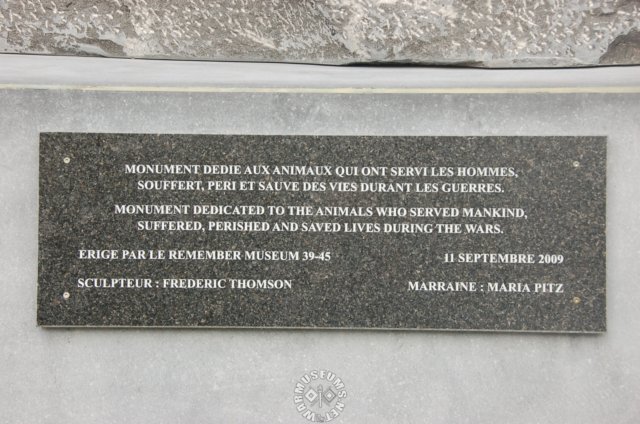 MONUMENT DEDIE AUX ANIMAUX QUI ONT SERVI LES HOMMES,
SOUFFERT, PERI ET SAUVE DES VIES DURANT LES GUERRES.
MONUMENT DEDICATED TO THE ANIMALS WHO SERVED MANKIND,
SUFFERED, PERISHED AND SAVED LIVES DURING THE WARS.
ERIGE PAR LE REMEMBER MUSEUM 39-45 11 SEPTEMBRE 2009
SCULPTEUR : FREDERIC THOMSON MARRAINE : MARIA PITZ
WARMUSEUMS.NET